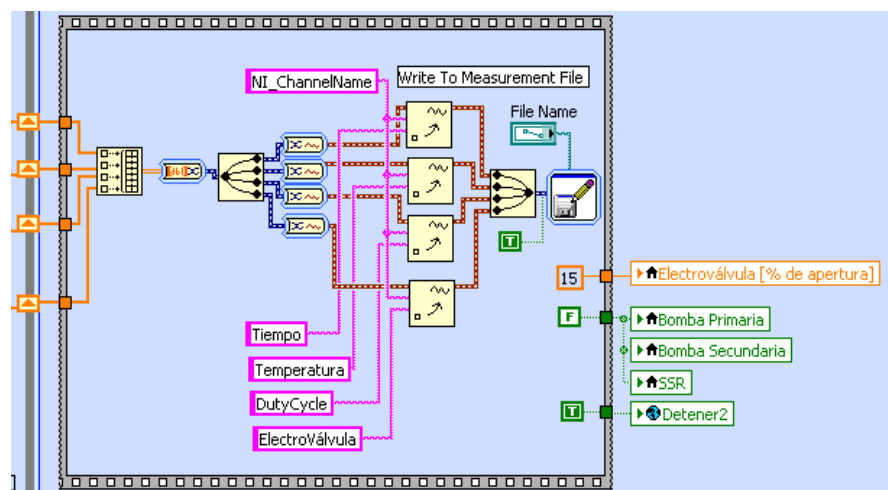 NI_ChannelName
Write To Measurement File
File Name
T
15
Electroválvula [% de apertura]
F
Bomba Primaria
Bomba Secundaria
SSR
T
Detener2
Tiempo
Temperatura
DutyCycle
ElectroVálvula